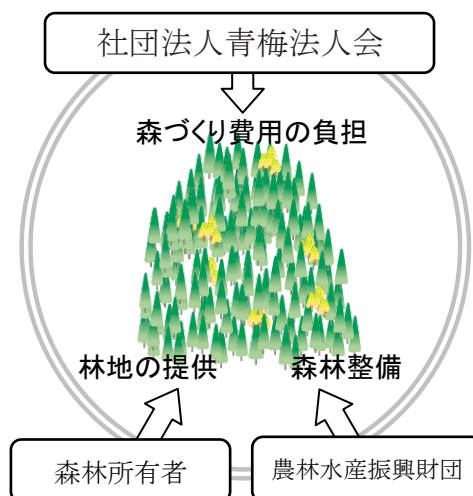 社団法人青梅法人会
森づくり費用の負担
林地の提供
森林整備
森林所有者
農林水産振興財団